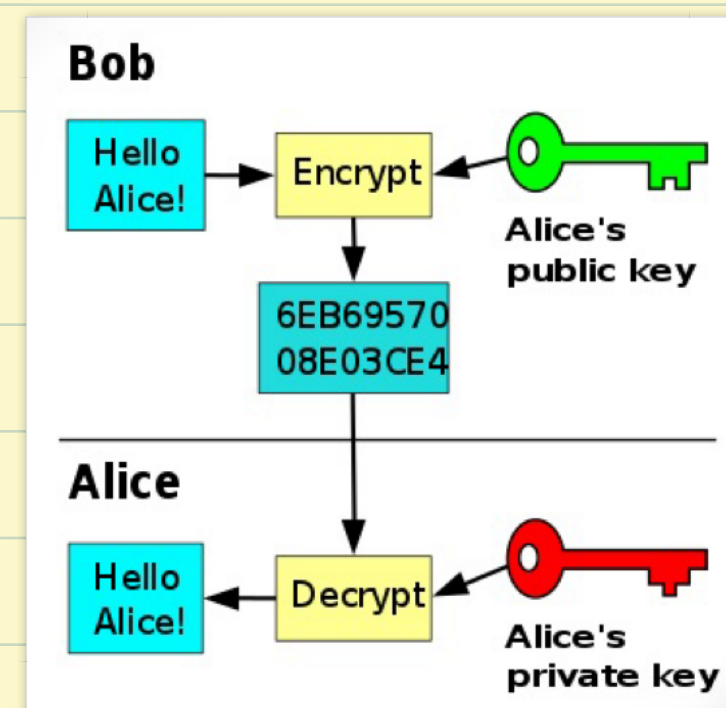 Bob
Hello
Alice!
Encrypt
Alice's
public key
6EB69570
08E03CE4
Alice
Hello
Alice!
Decrypt
Alice's
private key